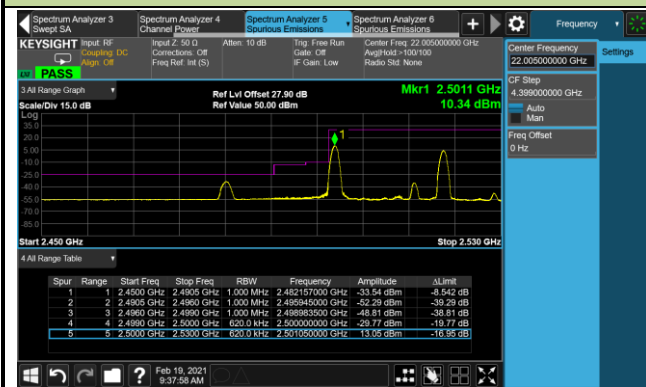 Spectrum Analyzer 3
Swept SA
Spectrum Analyzer 4
Channel Power
Spectrum Analyzer 5
Spurious Emissions
Spectrum Analyzer 6
Spurious Emissions
+
Frequency
KEYSIGHT
Input: RF
Coupling: DC
Align: Off
Input Z: 50 Ω
Corrections: Off
Freq Ref: Int (S)
Atten: 10 dB
Trig: Free Run
Gate: Off
IF Gain: Low
Center Freq: 22.005000000 GHz
Avg|Hold:>100/100
Radio Std: None
PASS
Center Frequency
22.005000000 GHz
Settings
CF Step
4.399000000 GHz
Auto
Man
Freq Offset
0 Hz
3 All Range Graph
Scale/Div 15.0 dB
Ref Lvl Offset 27.90 dB
Ref Value 50.00 dBm
Mkr1 2.5011 GHz
10.34 dBm
Log
35.0
20.0
5.00
-10.0
-25.0
-40.0
-55.0
-70.0
-85.0
1
Start 2.450 GHz
Stop 2.530 GHz
4 All Range Table
Spur Range Start Freq Stop Freq RBW Frequency Amplitude ΔLimit
1 1 2.4500 GHz 2.4905 GHz 1.000 MHz 2.482157000 GHz -33.54 dBm -8.542 dB
2 2 2.4905 GHz 2.4960 GHz 1.000 MHz 2.495945000 GHz -52.29 dBm -39.29 dB
3 3 2.4960 GHz 2.4990 GHz 1.000 MHz 2.498983500 GHz -48.81 dBm -38.81 dB
4 4 2.4990 GHz 2.5000 GHz 620.0 kHz 2.500000000 GHz -29.77 dBm -19.77 dB
5 5 2.5000 GHz 2.5300 GHz 620.0 kHz 2.501050000 GHz 13.05 dBm -16.95 dB
?
Feb 19, 2021
9:37:58 AM